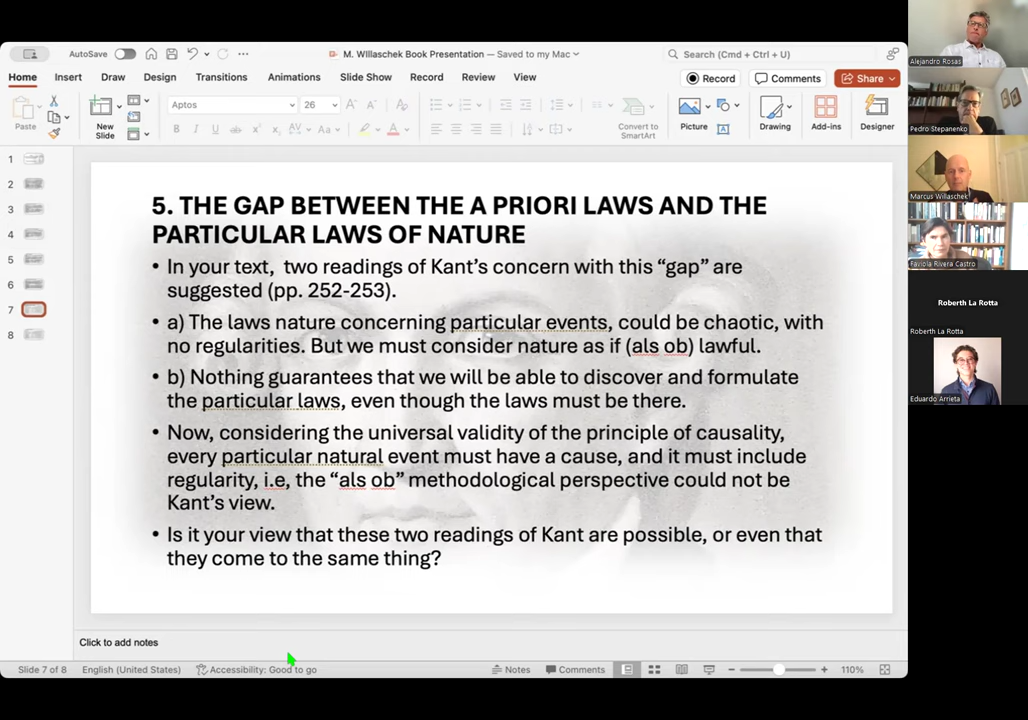 AutoSave
M. Willaschek Book Presentation — Saved to my Mac
Search (Cmd + Ctrl + U)
Home Insert Draw Design Transitions Animations Slide Show Record Review View
Record Comments Share
Paste
New
Slide
Aptos 26
Convert to
SmartArt
Picture
Drawing
Add-ins
Designer
1
2
3
4
5
6
7
8
5. THE GAP BETWEEN THE A PRIORI LAWS AND THE
PARTICULAR LAWS OF NATURE
• In your text, two readings of Kant's concern with this “gap” are
suggested (pp. 252-253).
• a) The laws nature concerning particular events, could be chaotic, with
no regularities. But we must consider nature as if (als ob) lawful.
• b) Nothing guarantees that we will be able to discover and formulate
the particular laws, even though the laws must be there.
• Now, considering the universal validity of the principle of causality,
every particular natural event must have a cause, and it must include
regularity, i.e, the “als ob” methodological perspective could not be
Kant's view.
• Is it your view that these two readings of Kant are possible, or even that
they come to the same thing?
Click to add notes
Slide 7 of 8 English (United States) Accessibility: Good to go Notes Comments 110%
Alejandro Rosas
Pedro Stepanenko
Marcus Willaschek
Faviola Rivera Castro
Roberth La Rotta
Roberth La Rotta
Eduardo Arrieta